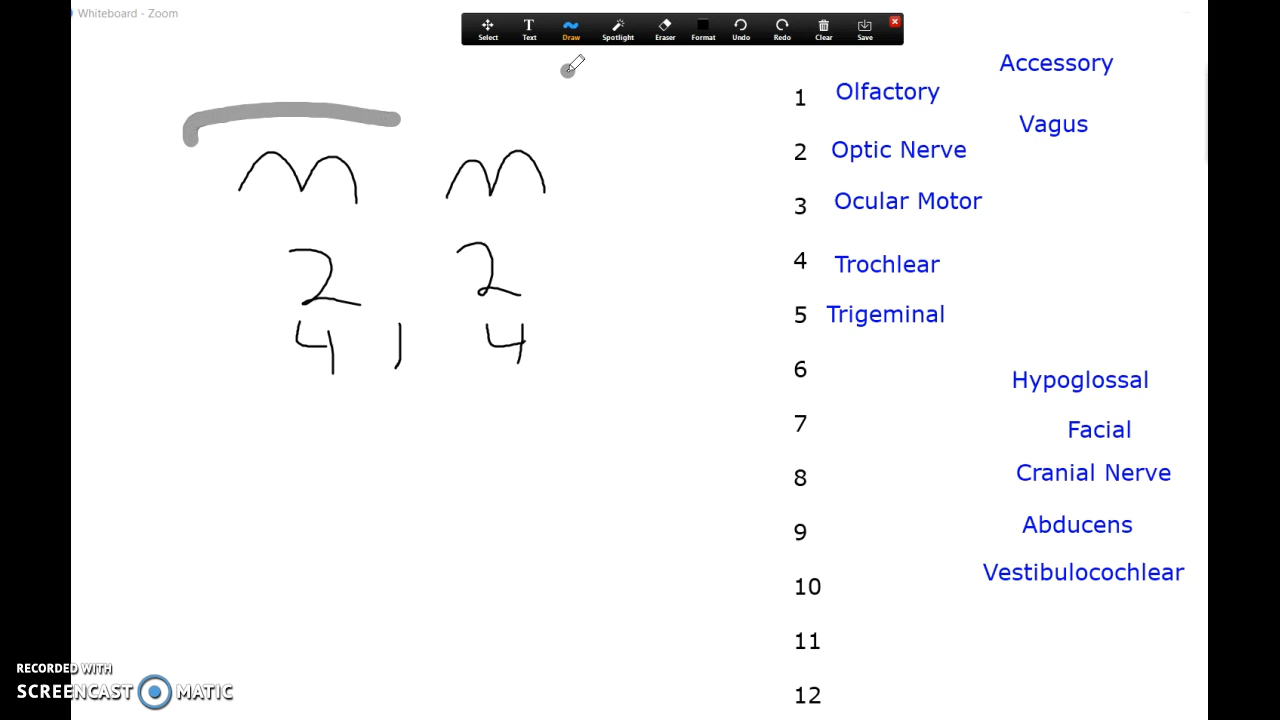 Whiteboard - Zoom
Select Text Draw Spotlight Eraser Format Undo Redo Clear Save
Accessory
1 Olfactory
Vagus
2 Optic Nerve
3 Ocular Motor
4 Trochlear
5 Trigeminal
6
Hypoglossal
7
Facial
8
Cranial Nerve
9
Abducens
10
Vestibulocochlear
11
12
m m
2 2
4 1 4
RECORDED WITH
SCREENCAST MATIC